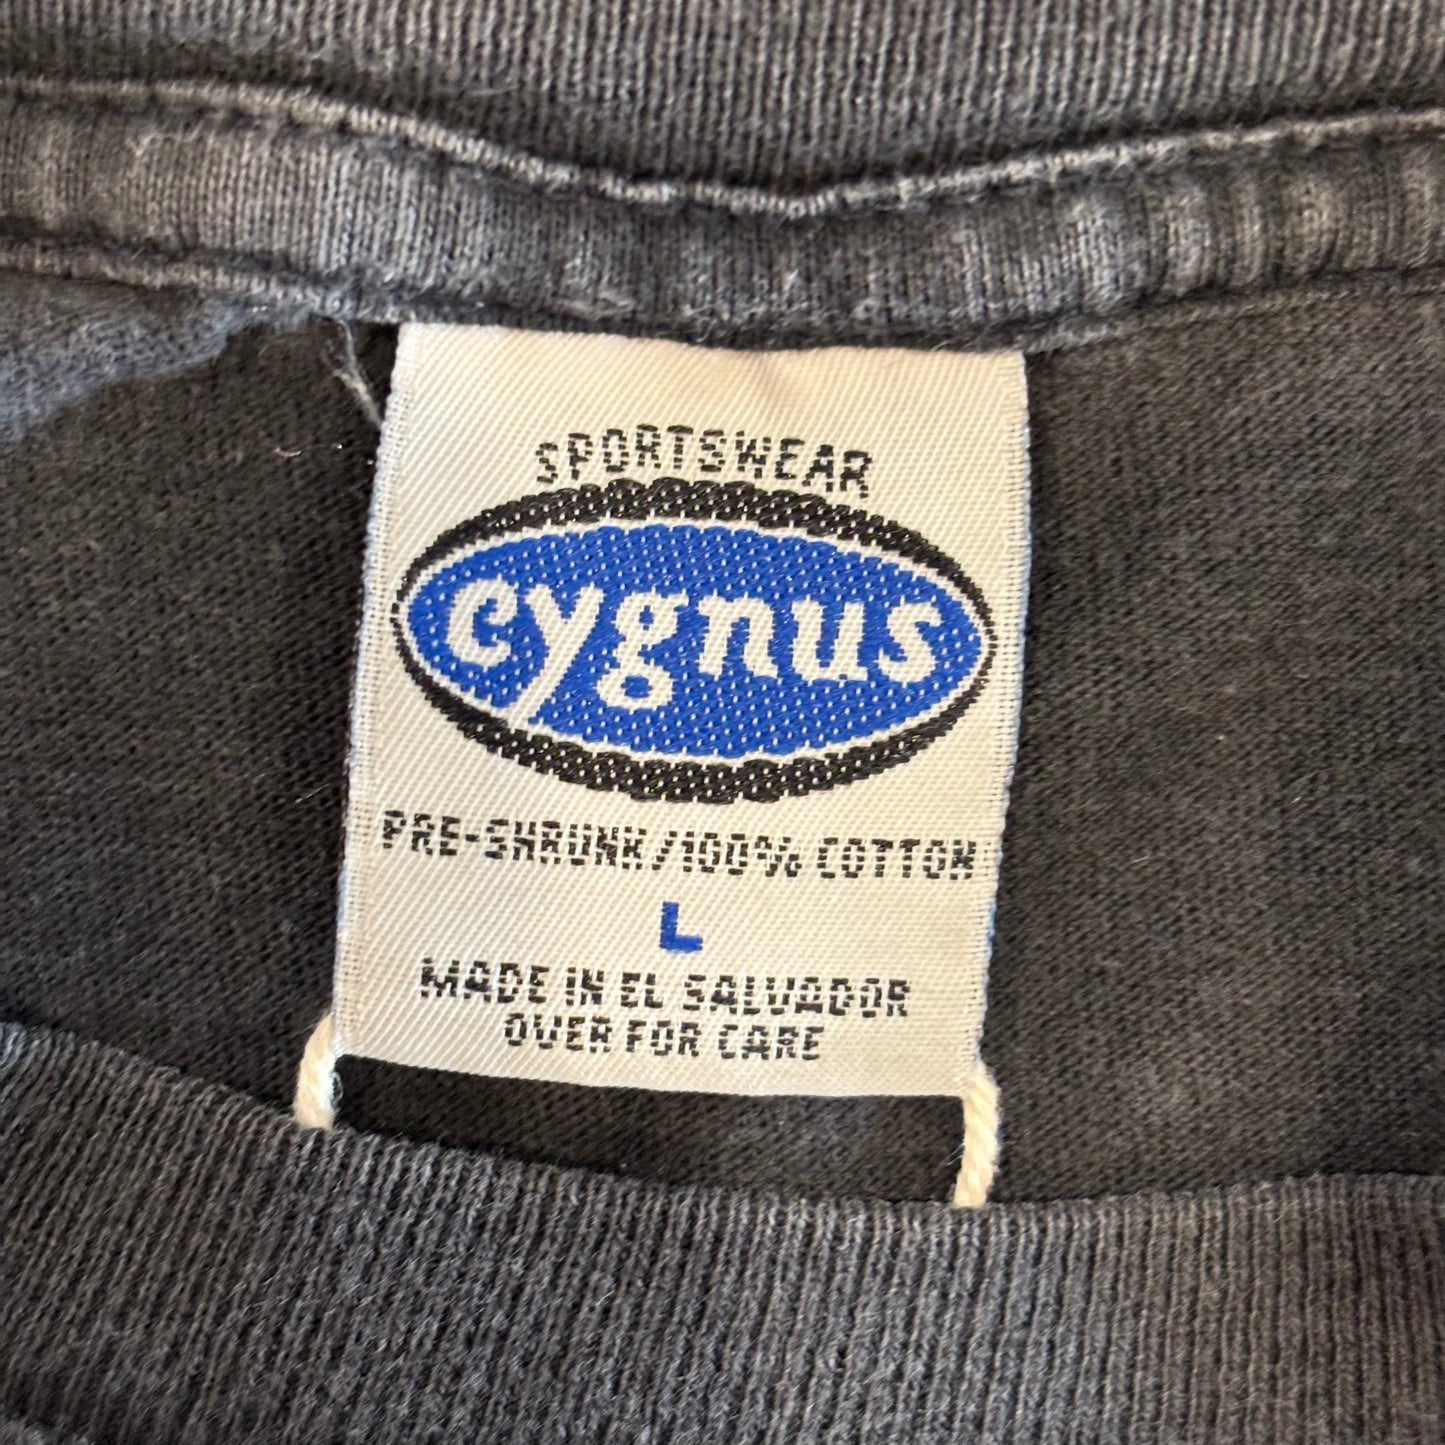 SPORTSWEAR
cygnus
PRE-SHRUNK/100% COTTON
L
MADE IN EL SALVADOR
OVER FOR CARE